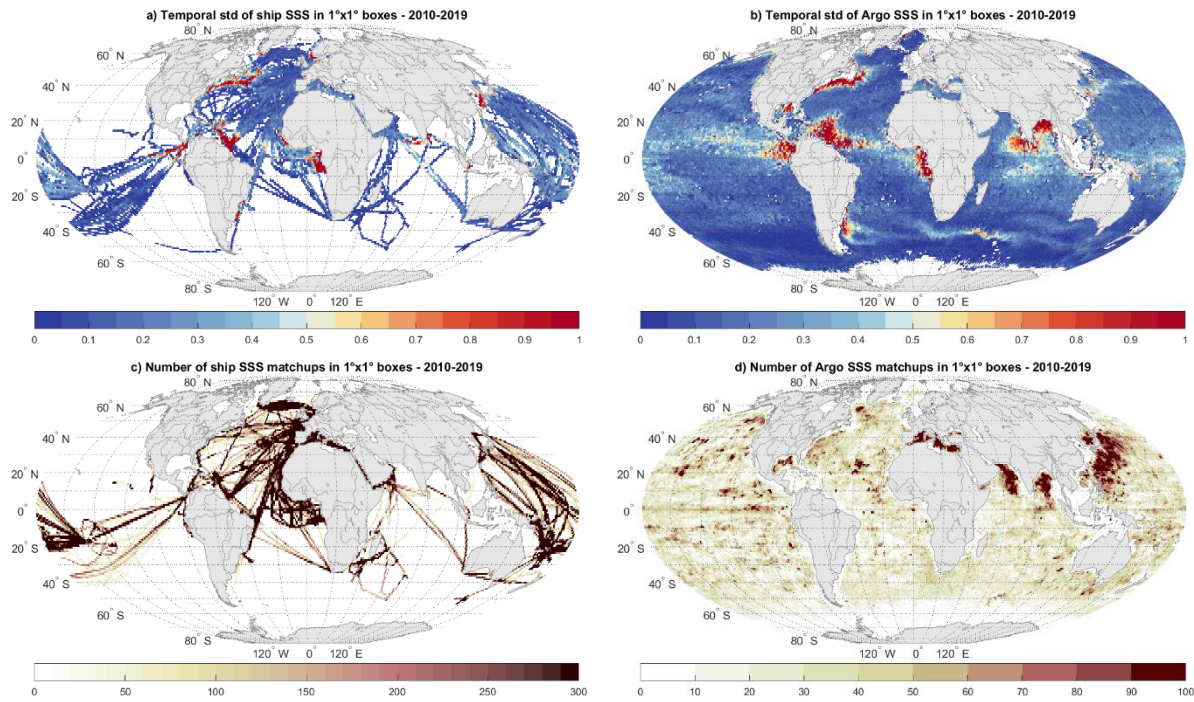 a) Temporal std of ship SSS in 1°x1° boxes - 2010-2019
60° N
40° N
20° N
0°
20° S
40° S
60° S
80° S
120° W 0° 120° E
0 0.1 0.2 0.3 0.4 0.5 0.6 0.7 0.8 0.9 1
b) Temporal std of Argo SSS in 1°x1° boxes - 2010-2019
60° N
40° N
20° N
0°
20° S
40° S
60° S
80° S
120° W 0° 120° E
0 0.1 0.2 0.3 0.4 0.5 0.6 0.7 0.8 0.9 1
c) Number of ship SSS matchups in 1°x1° boxes - 2010-2019
60° N
40° N
20° N
0°
20° S
40° S
60° S
80° S
120° W 0° 120° E
0 50 100 150 200 250 300
d) Number of Argo SSS matchups in 1°x1° boxes - 2010-2019
60° N
40° N
20° N
0°
20° S
40° S
60° S
80° S
120° W 0° 120° E
0 10 20 30 40 50 60 70 80 90 100